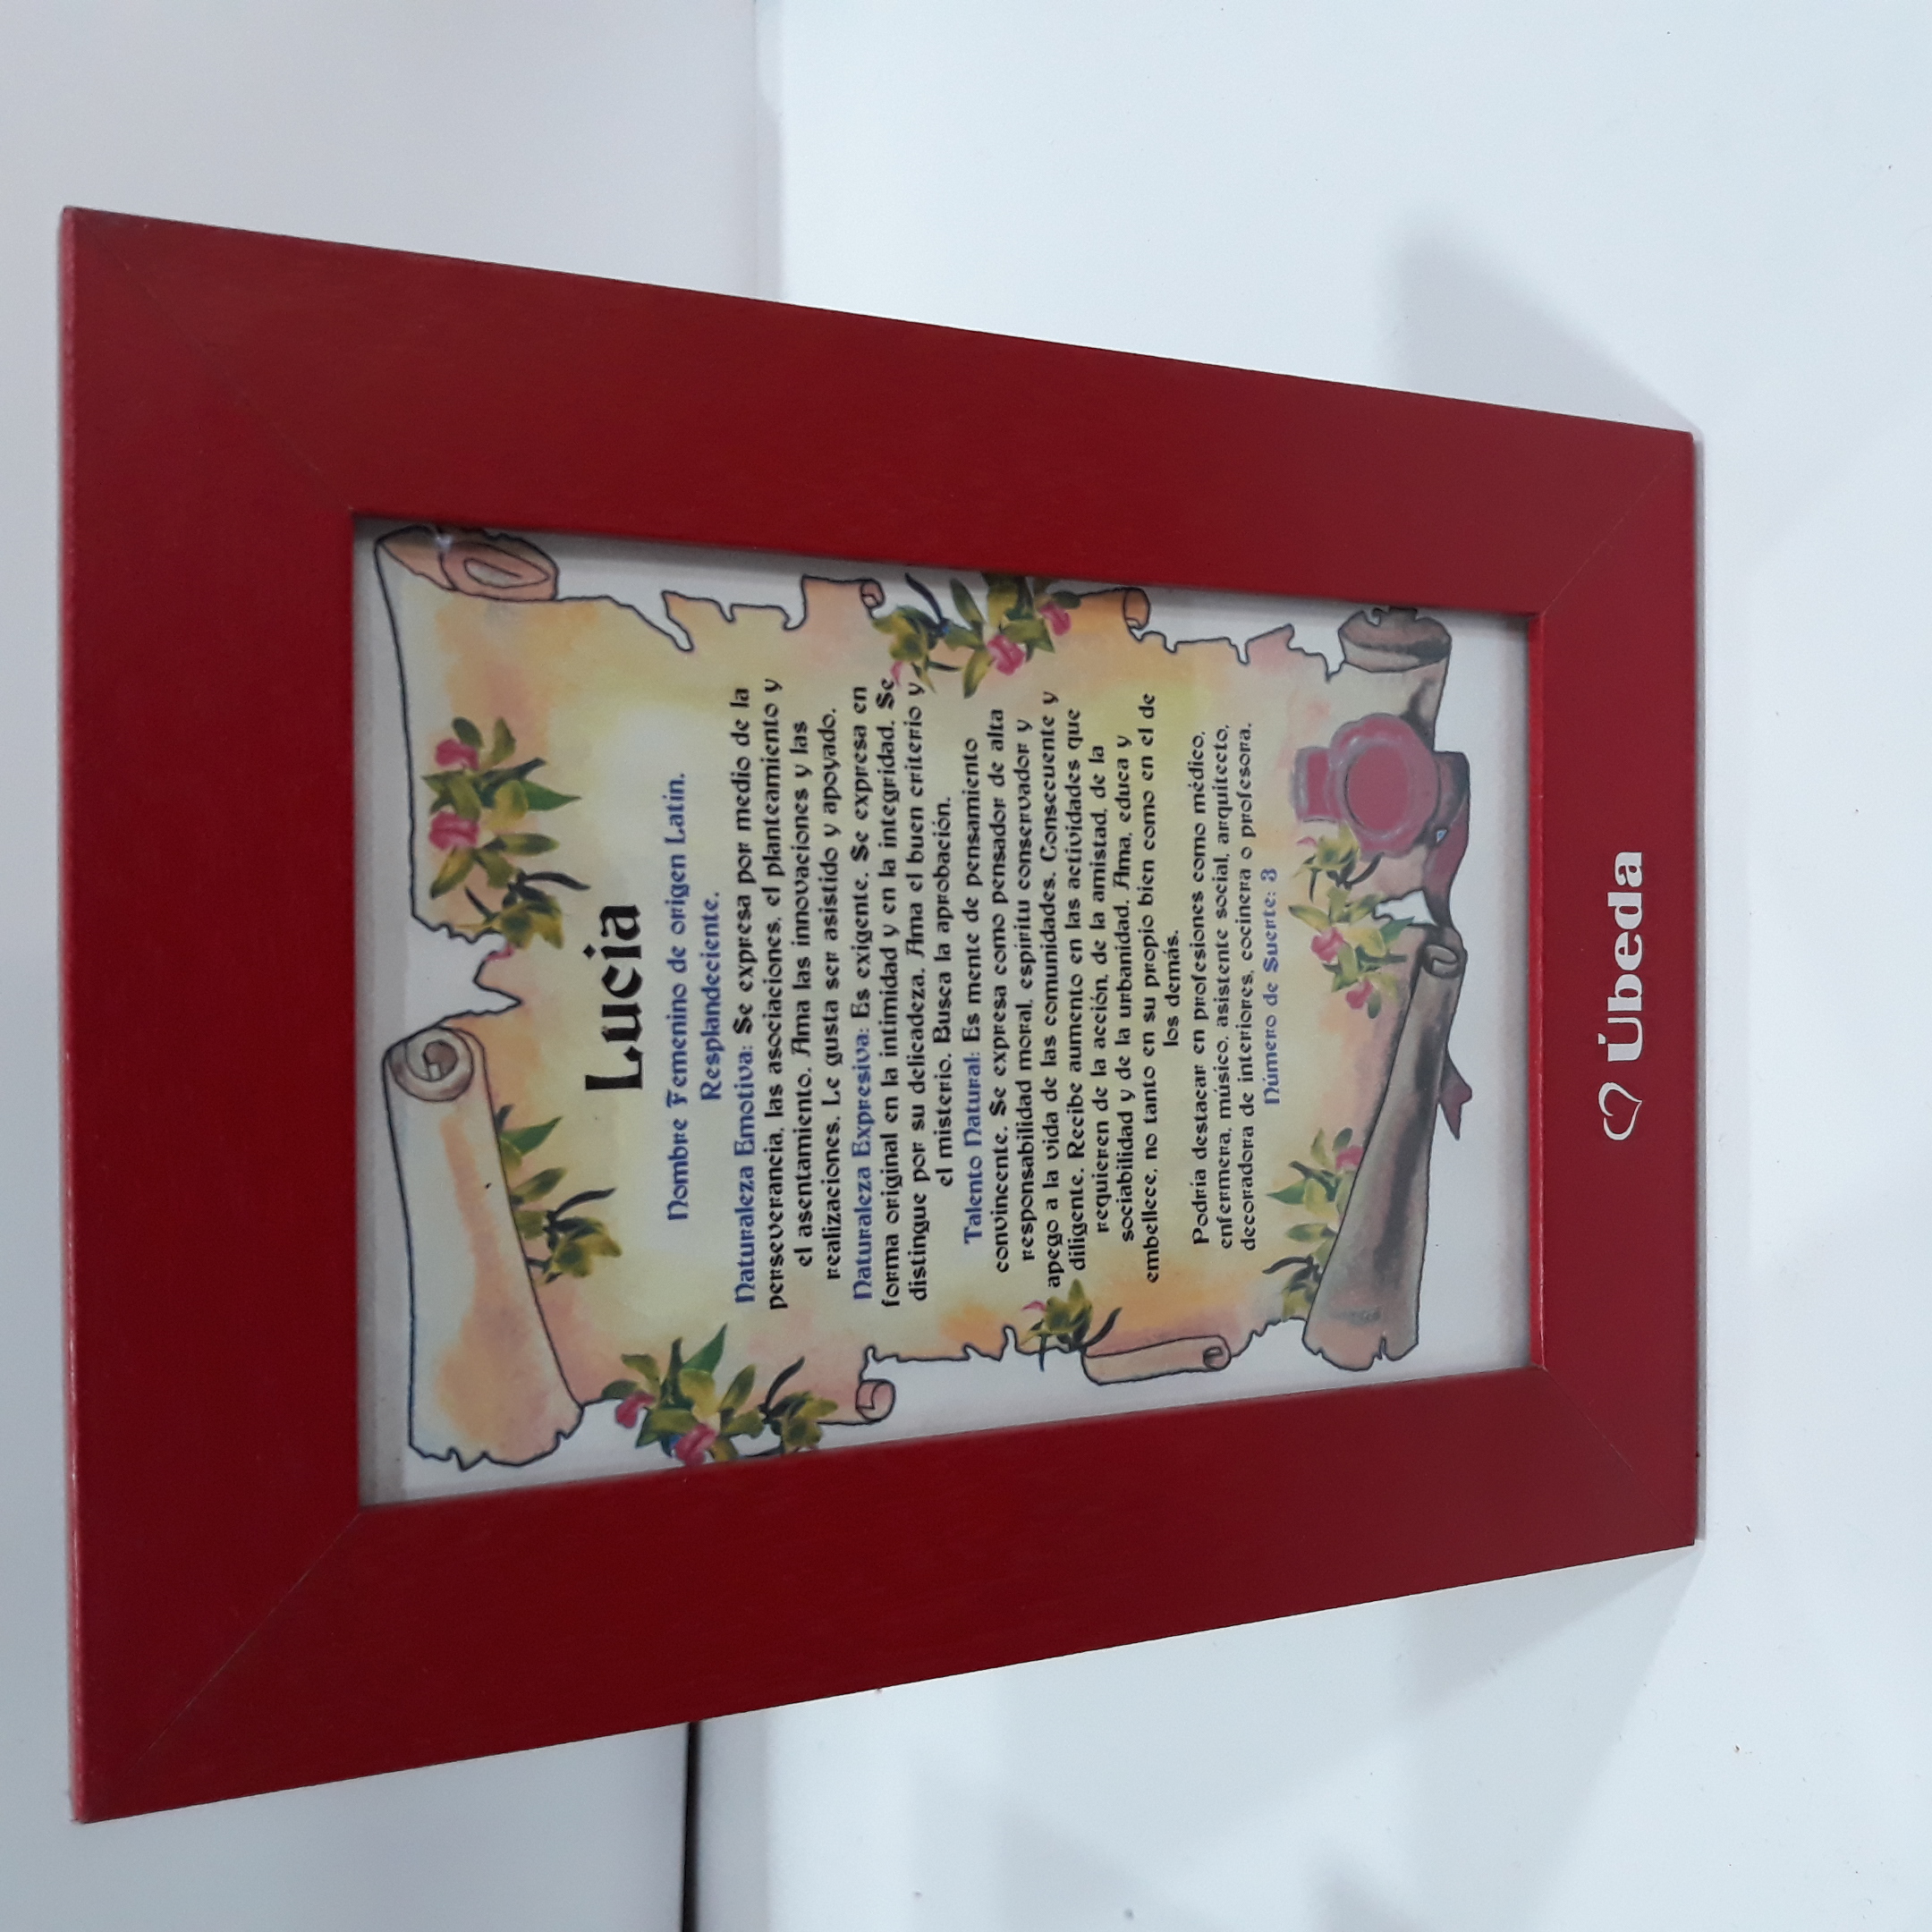 Lucia
Nombre Femenino de origen Latín.
Resplandeciente.
Naturaleza Emotiva: Se expresa por medio de la
perseverancia, las asociaciones, el planteamiento y
el asentamiento. Ama las innovaciones y las
realizaciones. Le gusta ser asistido y apoyado.
Naturaleza Expresiva: Es exigente. Se expresa en
forma original en la intimidad y en la integridad. Se
distingue por su delicadeza. Ama el buen criterio y
el misterio. Busca la aprobación.
Talento Natural: Es mente de pensamiento
convincente. Se expresa como pensador de alta
responsabilidad moral, espíritu conservador y
apego a la vida de las comunidades. Consecuente y
diligente. Recibe aumento en las actividades que
requieren de la acción, de la amistad, de la
sociabilidad y de la urbanidad. Ama, educa y
embellece, no tanto en su propio bien como en el de
los demás.
Podría destacar en profesiones como médico,
enfermera, músico, asistente social, arquitecto,
decoradora de interiores, cocinera o profesora.
Número de Suerte: 3
Úbeda